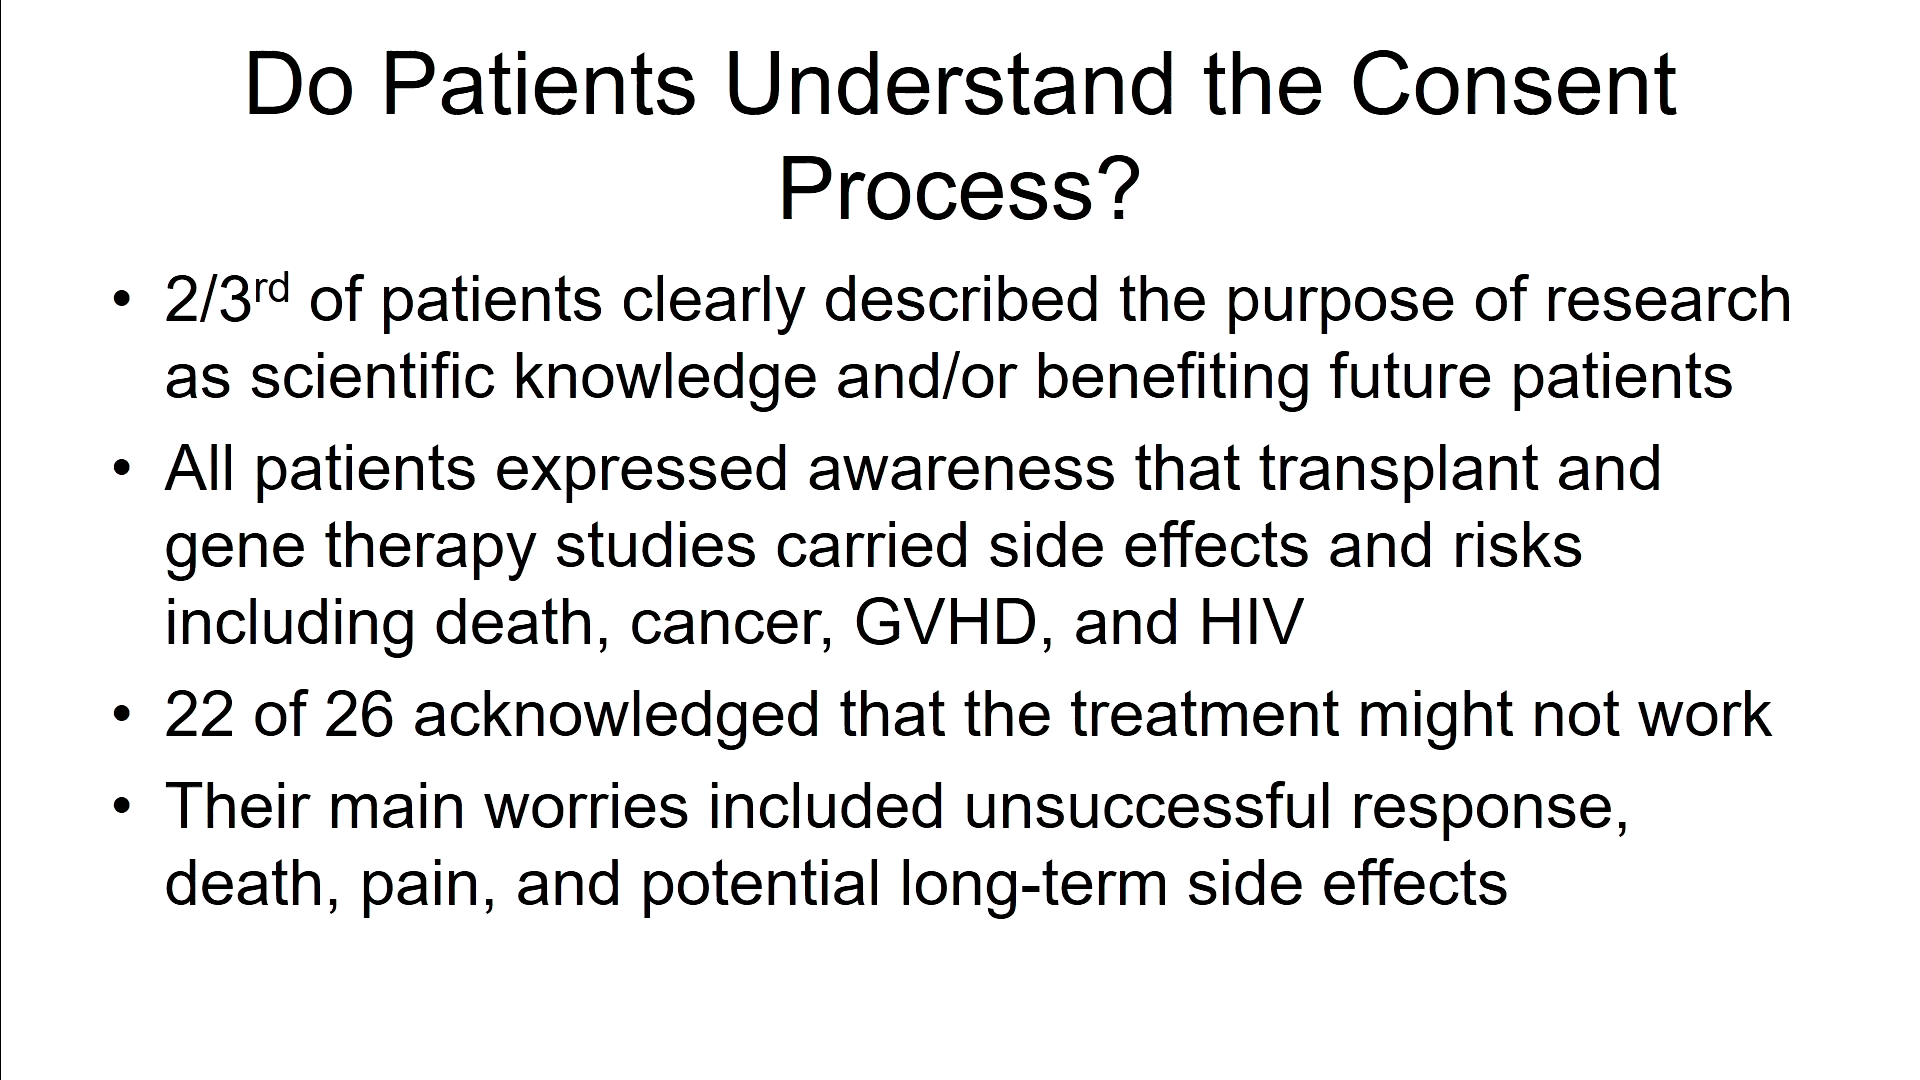 Do Patients Understand the Consent
Process?
• 2/3rd of patients clearly described the purpose of research
as scientific knowledge and/or benefiting future patients
• All patients expressed awareness that transplant and
gene therapy studies carried side effects and risks
including death, cancer, GVHD, and HIV
• 22 of 26 acknowledged that the treatment might not work
• Their main worries included unsuccessful response,
death, pain, and potential long-term side effects